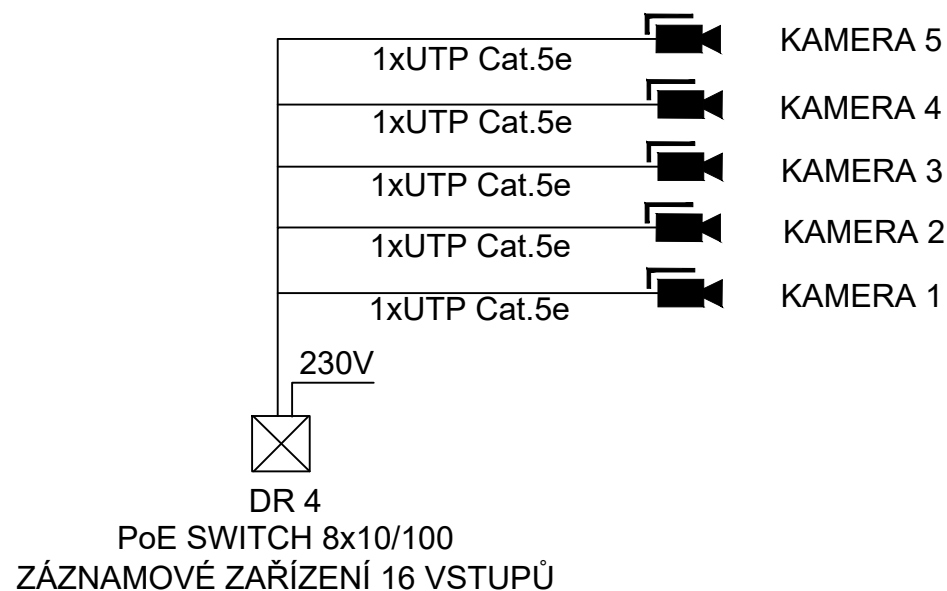 KAMERA 5
1xUTP Cat.5e
KAMERA 4
1xUTP Cat.5e
KAMERA 3
1xUTP Cat.5e
KAMERA 2
1xUTP Cat.5e
KAMERA 1
1xUTP Cat.5e
230V
DR 4
PoE SWITCH 8x10/100
ZÁZNAMOVÉ ZAŘÍZENÍ 16 VSTUPŮ